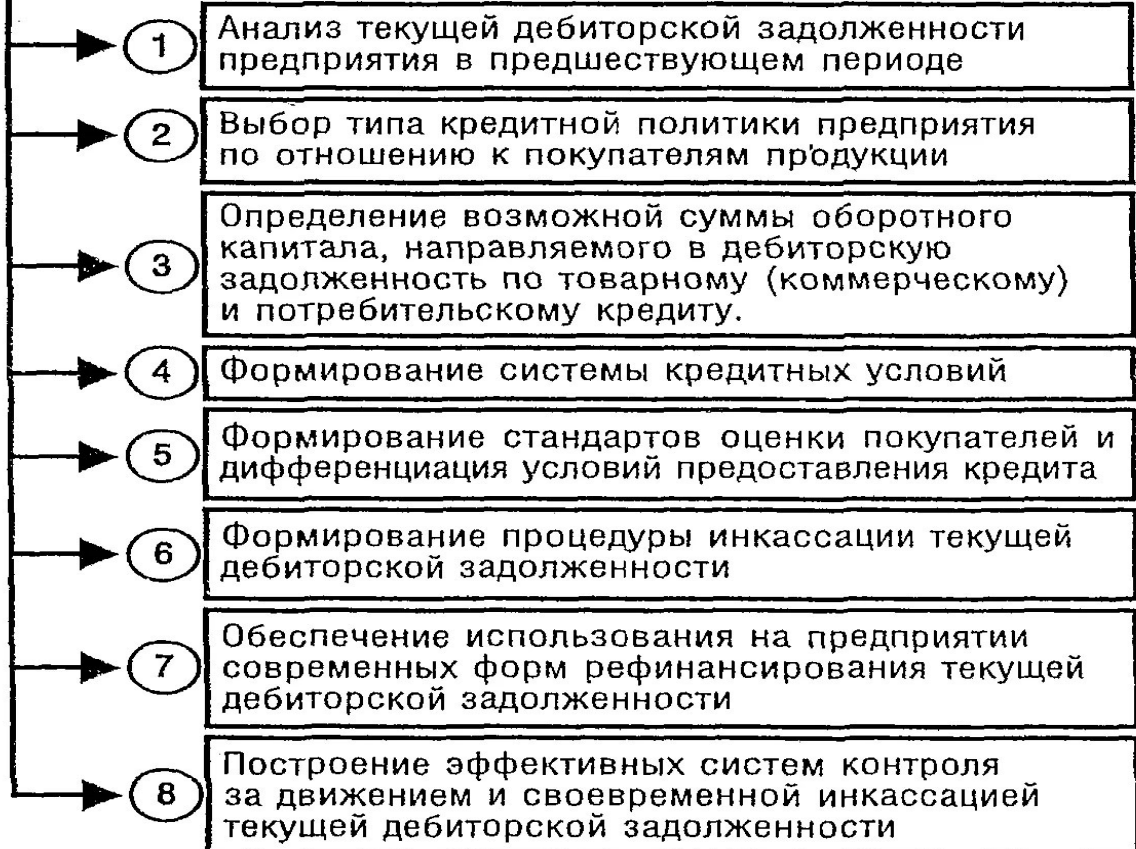 1
Анализ текущей дебиторской задолженности
предприятия в предшествующем периоде
2
Выбор типа кредитной политики предприятия
по отношению к покупателям продукции
3
Определение возможной суммы оборотного
капитала, направляемого в дебиторскую
задолженность по товарному (коммерческому)
и потребительскому кредиту.
4
Формирование системы кредитных условий
5
Формирование стандартов оценки покупателей и
дифференциация условий предоставления кредита
6
Формирование процедуры инкассации текущей
дебиторской задолженности
7
Обеспечение использования на предприятии
современных форм рефинансирования текущей
дебиторской задолженности
8
Построение эффективных систем контроля
за движением и своевременной инкассацией
текущей дебиторской задолженности